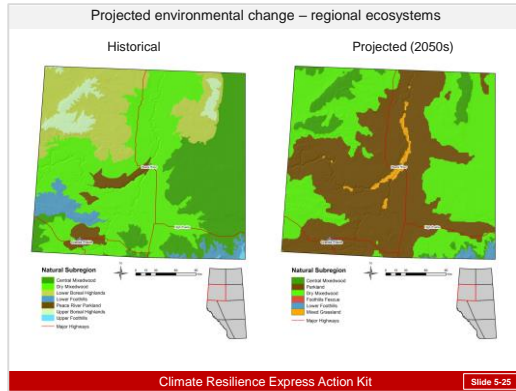 Projected environmental change – regional ecosystems
Historical
Projected (2050s)
Natural Subregion
Central Mixedwood
Dry Mixedwood
Lower Boreal Highlands
Lower Foothills
Peace River Parkland
Upper Boreal Highlands
Upper Foothills
Major Highways
Natural Subregion
Central Mixedwood
Parkland
Dry Mixedwood
Foothills Fescue
Lower Foothills
Mixed Grassland
Major Highways
Climate Resilience Express Action Kit
Slide 5-25